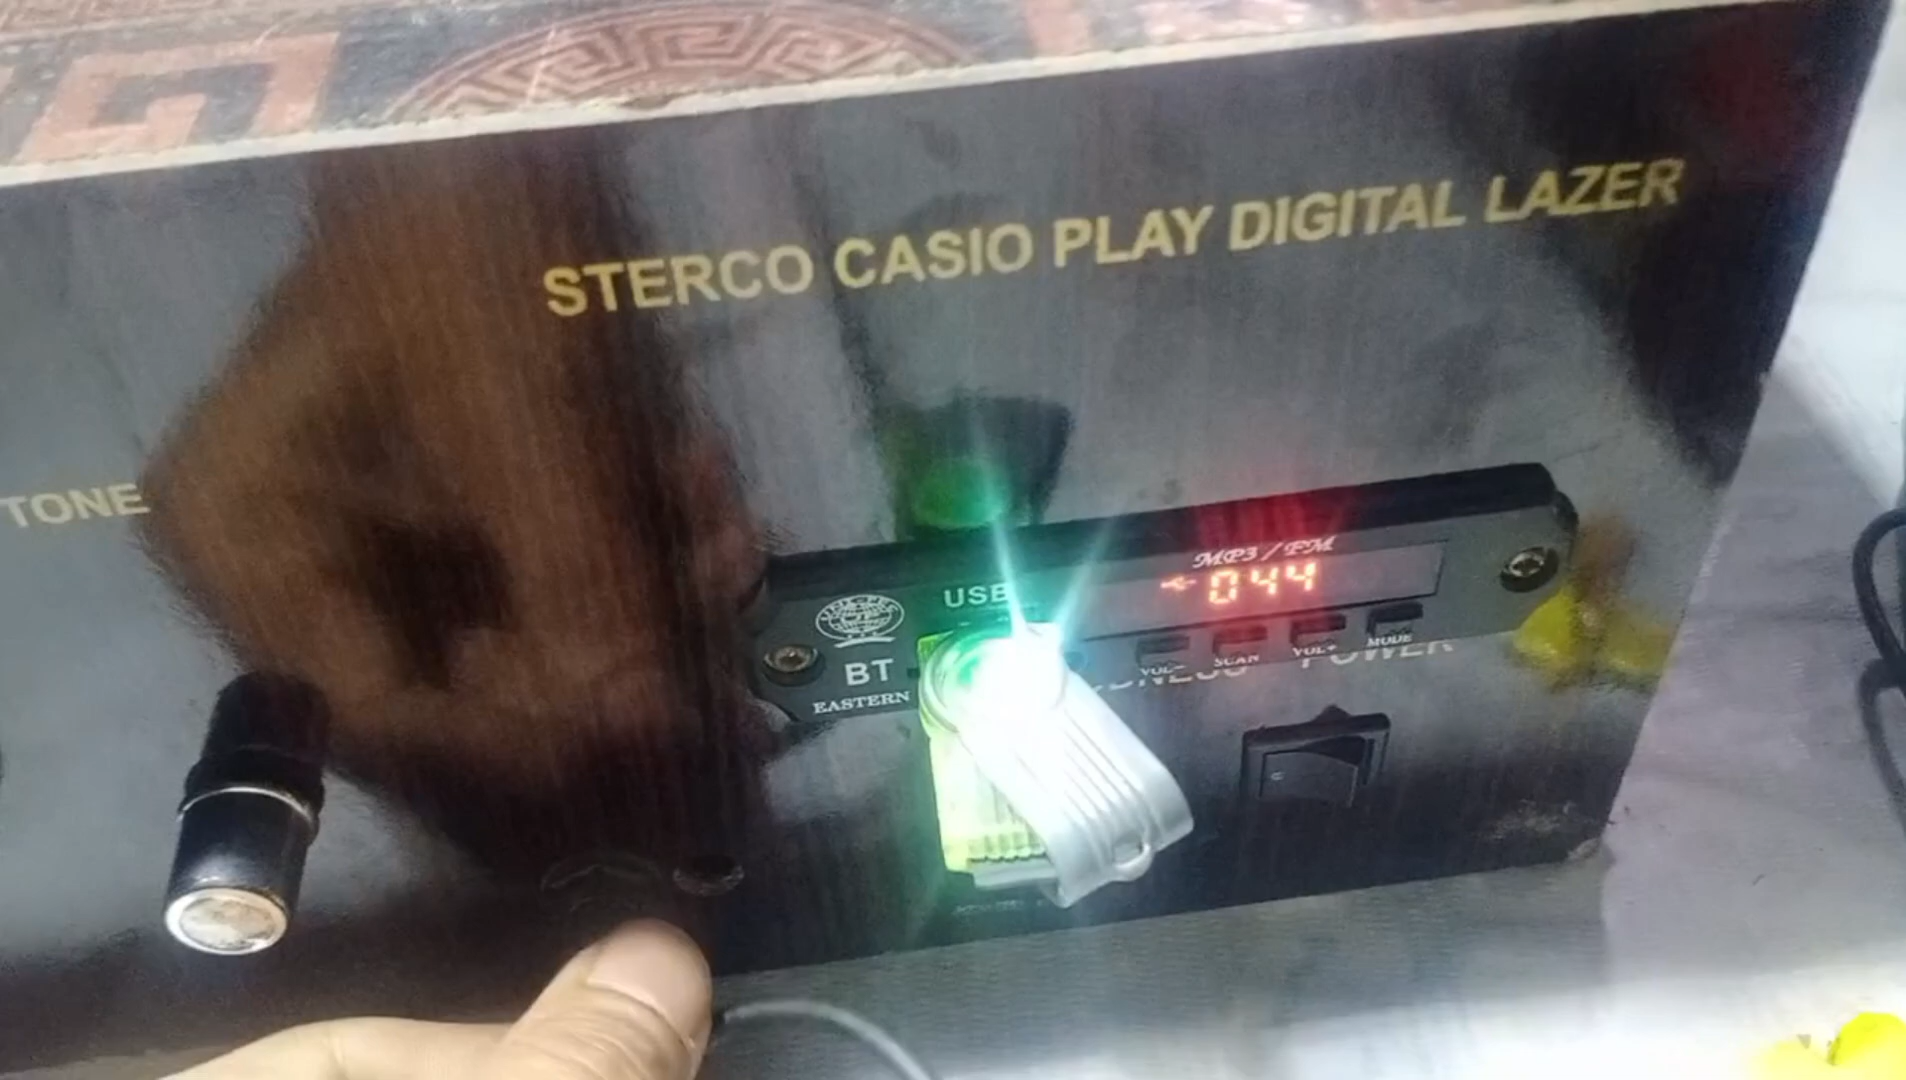 STERCO CASIO PLAY DIGITAL LAZER
TONE
MP3 / FM
USB
044
BT
EASTERN
VOL-
SCAN
VOL+
MODE
POWER